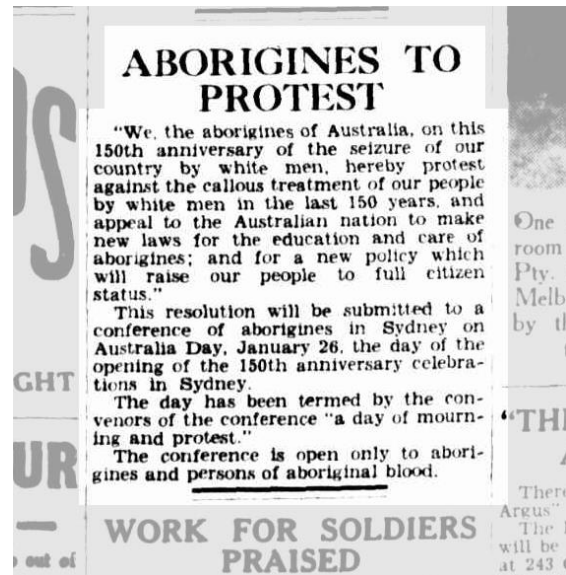 ABORIGINES TO
PROTEST
"We, the aborigines of Australia, on this
150th anniversary of the seizure of our
country by white men, hereby protest
against the callous treatment of our people
by white men in the last 150 years, and
appeal to the Australian nation to make
new laws for the education and care of
aborigines; and for a new policy which
will raise our people to full citizen
status."
This resolution will be submitted to a
conference of aborigines in Sydney on
Australia Day, January 26, the day of the
opening of the 150th anniversary celebra-
tions in Sydney.
The day has been termed by the con-
venors of the conference "a day of mourn-
ing and protest."
The conference is open only to abori-
gines and persons of aboriginal blood.
WORK FOR SOLDIERS
PRAISED
GHT
UR
out of
One
room
Pty.
Melb
by th
"THE
There
Argus"
The
will be
at 243